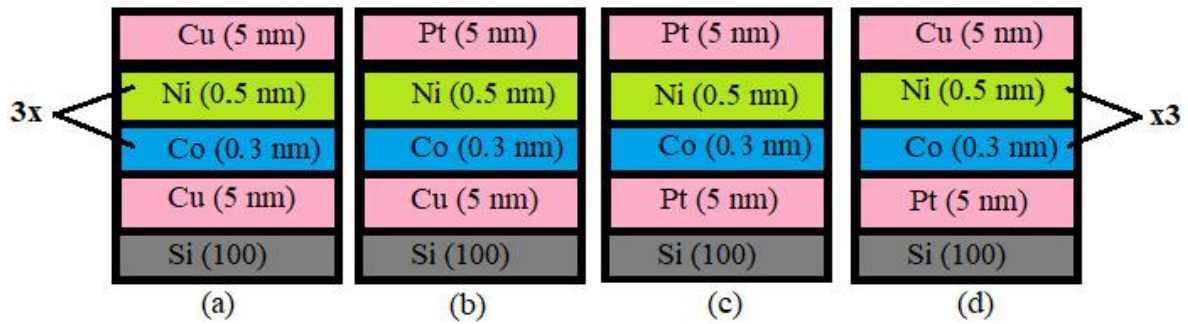 Cu (5 nm)
Ni (0.5 nm)
Co (0.3 nm)
Cu (5 nm)
Si (100)
3x
(a)
Pt (5 nm)
Ni (0.5 nm)
Co (0.3 nm)
Cu (5 nm)
Si (100)
(b)
Pt (5 nm)
Ni (0.5 nm)
Co (0.3 nm)
Pt (5 nm)
Si (100)
(c)
Cu (5 nm)
Ni (0.5 nm)
Co (0.3 nm)
Pt (5 nm)
Si (100)
x3
(d)